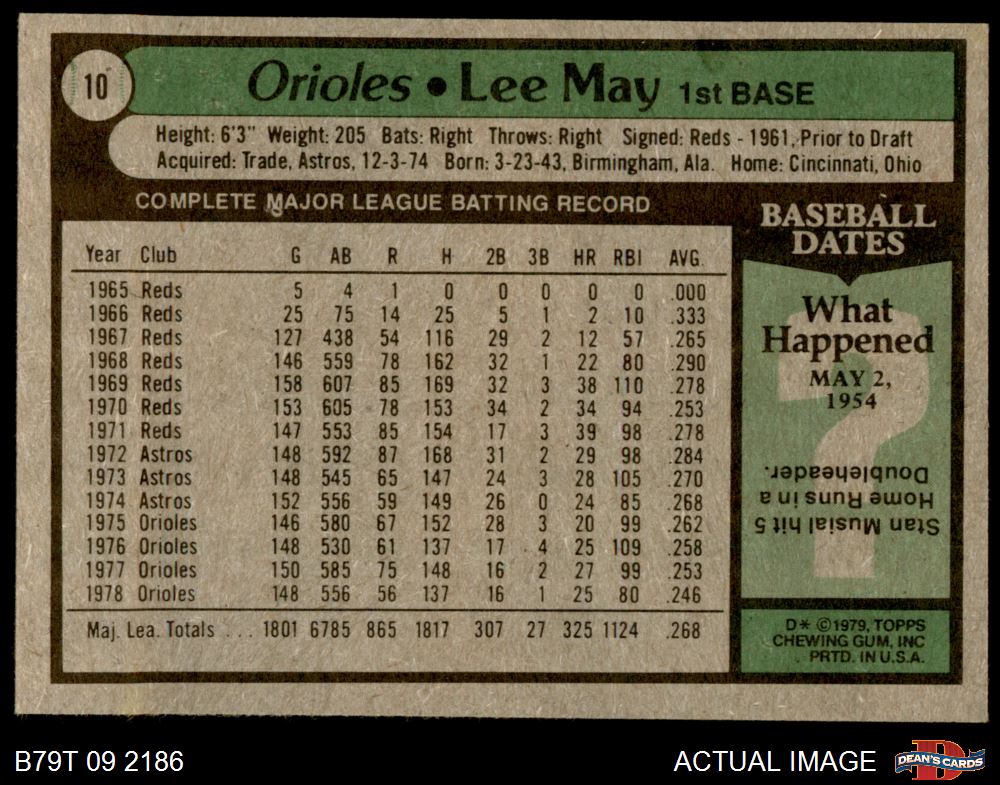 10
Orioles • Lee May 1st BASE
Height: 6'3" Weight: 205 Bats: Right Throws: Right Signed: Reds - 1961, Prior to Draft
Acquired: Trade, Astros, 12-3-74 Born: 3-23-43, Birmingham, Ala. Home: Cincinnati, Ohio
COMPLETE MAJOR LEAGUE BATTING RECORD
Year Club G AB R H 2B 3B HR RBI AVG.
1965 Reds 5 4 1 0 0 0 0 0 .000
1966 Reds 25 75 14 25 5 1 2 10 .333
1967 Reds 127 438 54 116 29 2 12 57 .265
1968 Reds 146 559 78 162 32 1 22 80 .290
1969 Reds 158 607 85 169 32 3 38 110 .278
1970 Reds 153 605 78 153 34 2 34 94 .253
1971 Reds 147 553 85 154 17 3 39 98 .278
1972 Astros 148 592 87 168 31 2 29 98 .284
1973 Astros 148 545 65 147 24 3 28 105 .270
1974 Astros 152 556 59 149 26 0 24 85 .268
1975 Orioles 146 580 67 152 28 3 20 99 .262
1976 Orioles 148 530 61 137 17 4 25 109 .258
1977 Orioles 150 585 75 148 16 2 27 99 .253
1978 Orioles 148 556 56 137 16 1 25 80 .246
Maj. Lea. Totals ... 1801 6785 865 1817 307 27 325 1124 .268
BASEBALL
DATES
What
Happened
MAY 2,
1954
?
Stan Musial hit 5
Home Runs in a
Doubleheader.
D* ©1979, TOPPS
CHEWING GUM, INC
PRTD. IN U.S.A.
B79T 09 2186
ACTUAL IMAGE
D
DEAN'S CARDS